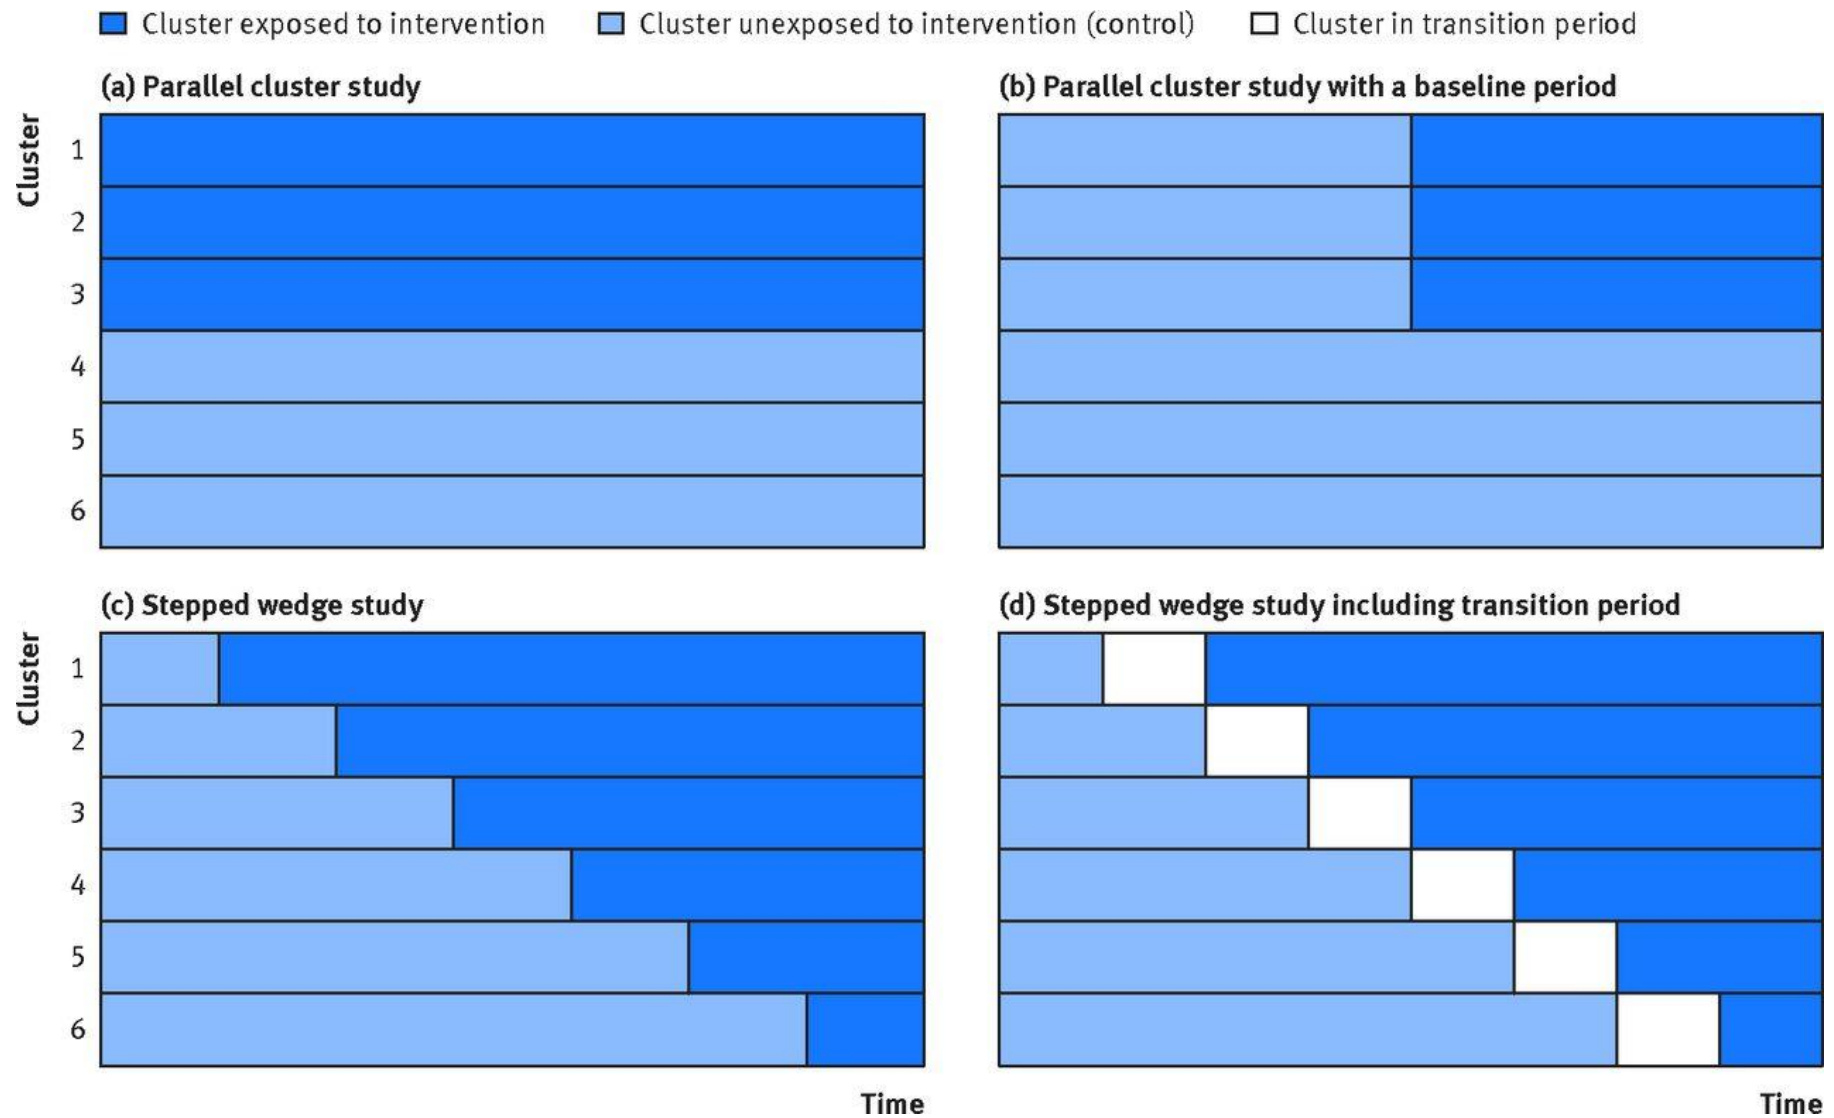 Cluster exposed to intervention Cluster unexposed to intervention (control) Cluster in transition period
(a) Parallel cluster study
Cluster
1
2
3
4
5
6
(b) Parallel cluster study with a baseline period
(c) Stepped wedge study
Cluster
1
2
3
4
5
6
Time
(d) Stepped wedge study including transition period
Time